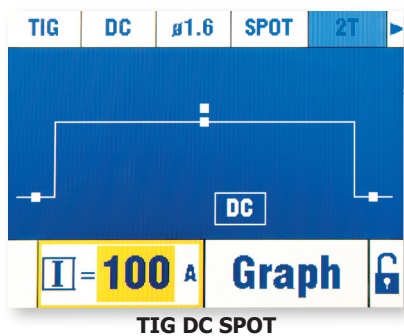 TIG DC ø1.6 SPOT 2T
DC
I = 100 A Graph
TIG DC SPOT